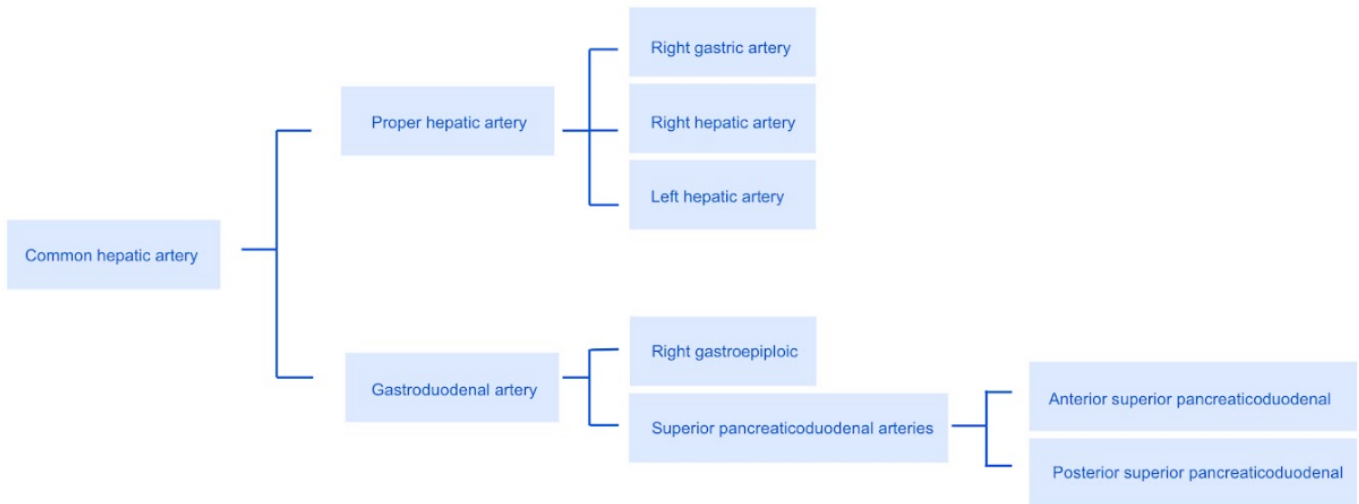 Right gastric artery
Proper hepatic artery
Right hepatic artery
Left hepatic artery
Common hepatic artery
Right gastroepiploic
Gastroduodenal artery
Superior pancreaticoduodenal arteries
Anterior superior pancreaticoduodenal
Posterior superior pancreaticoduodenal